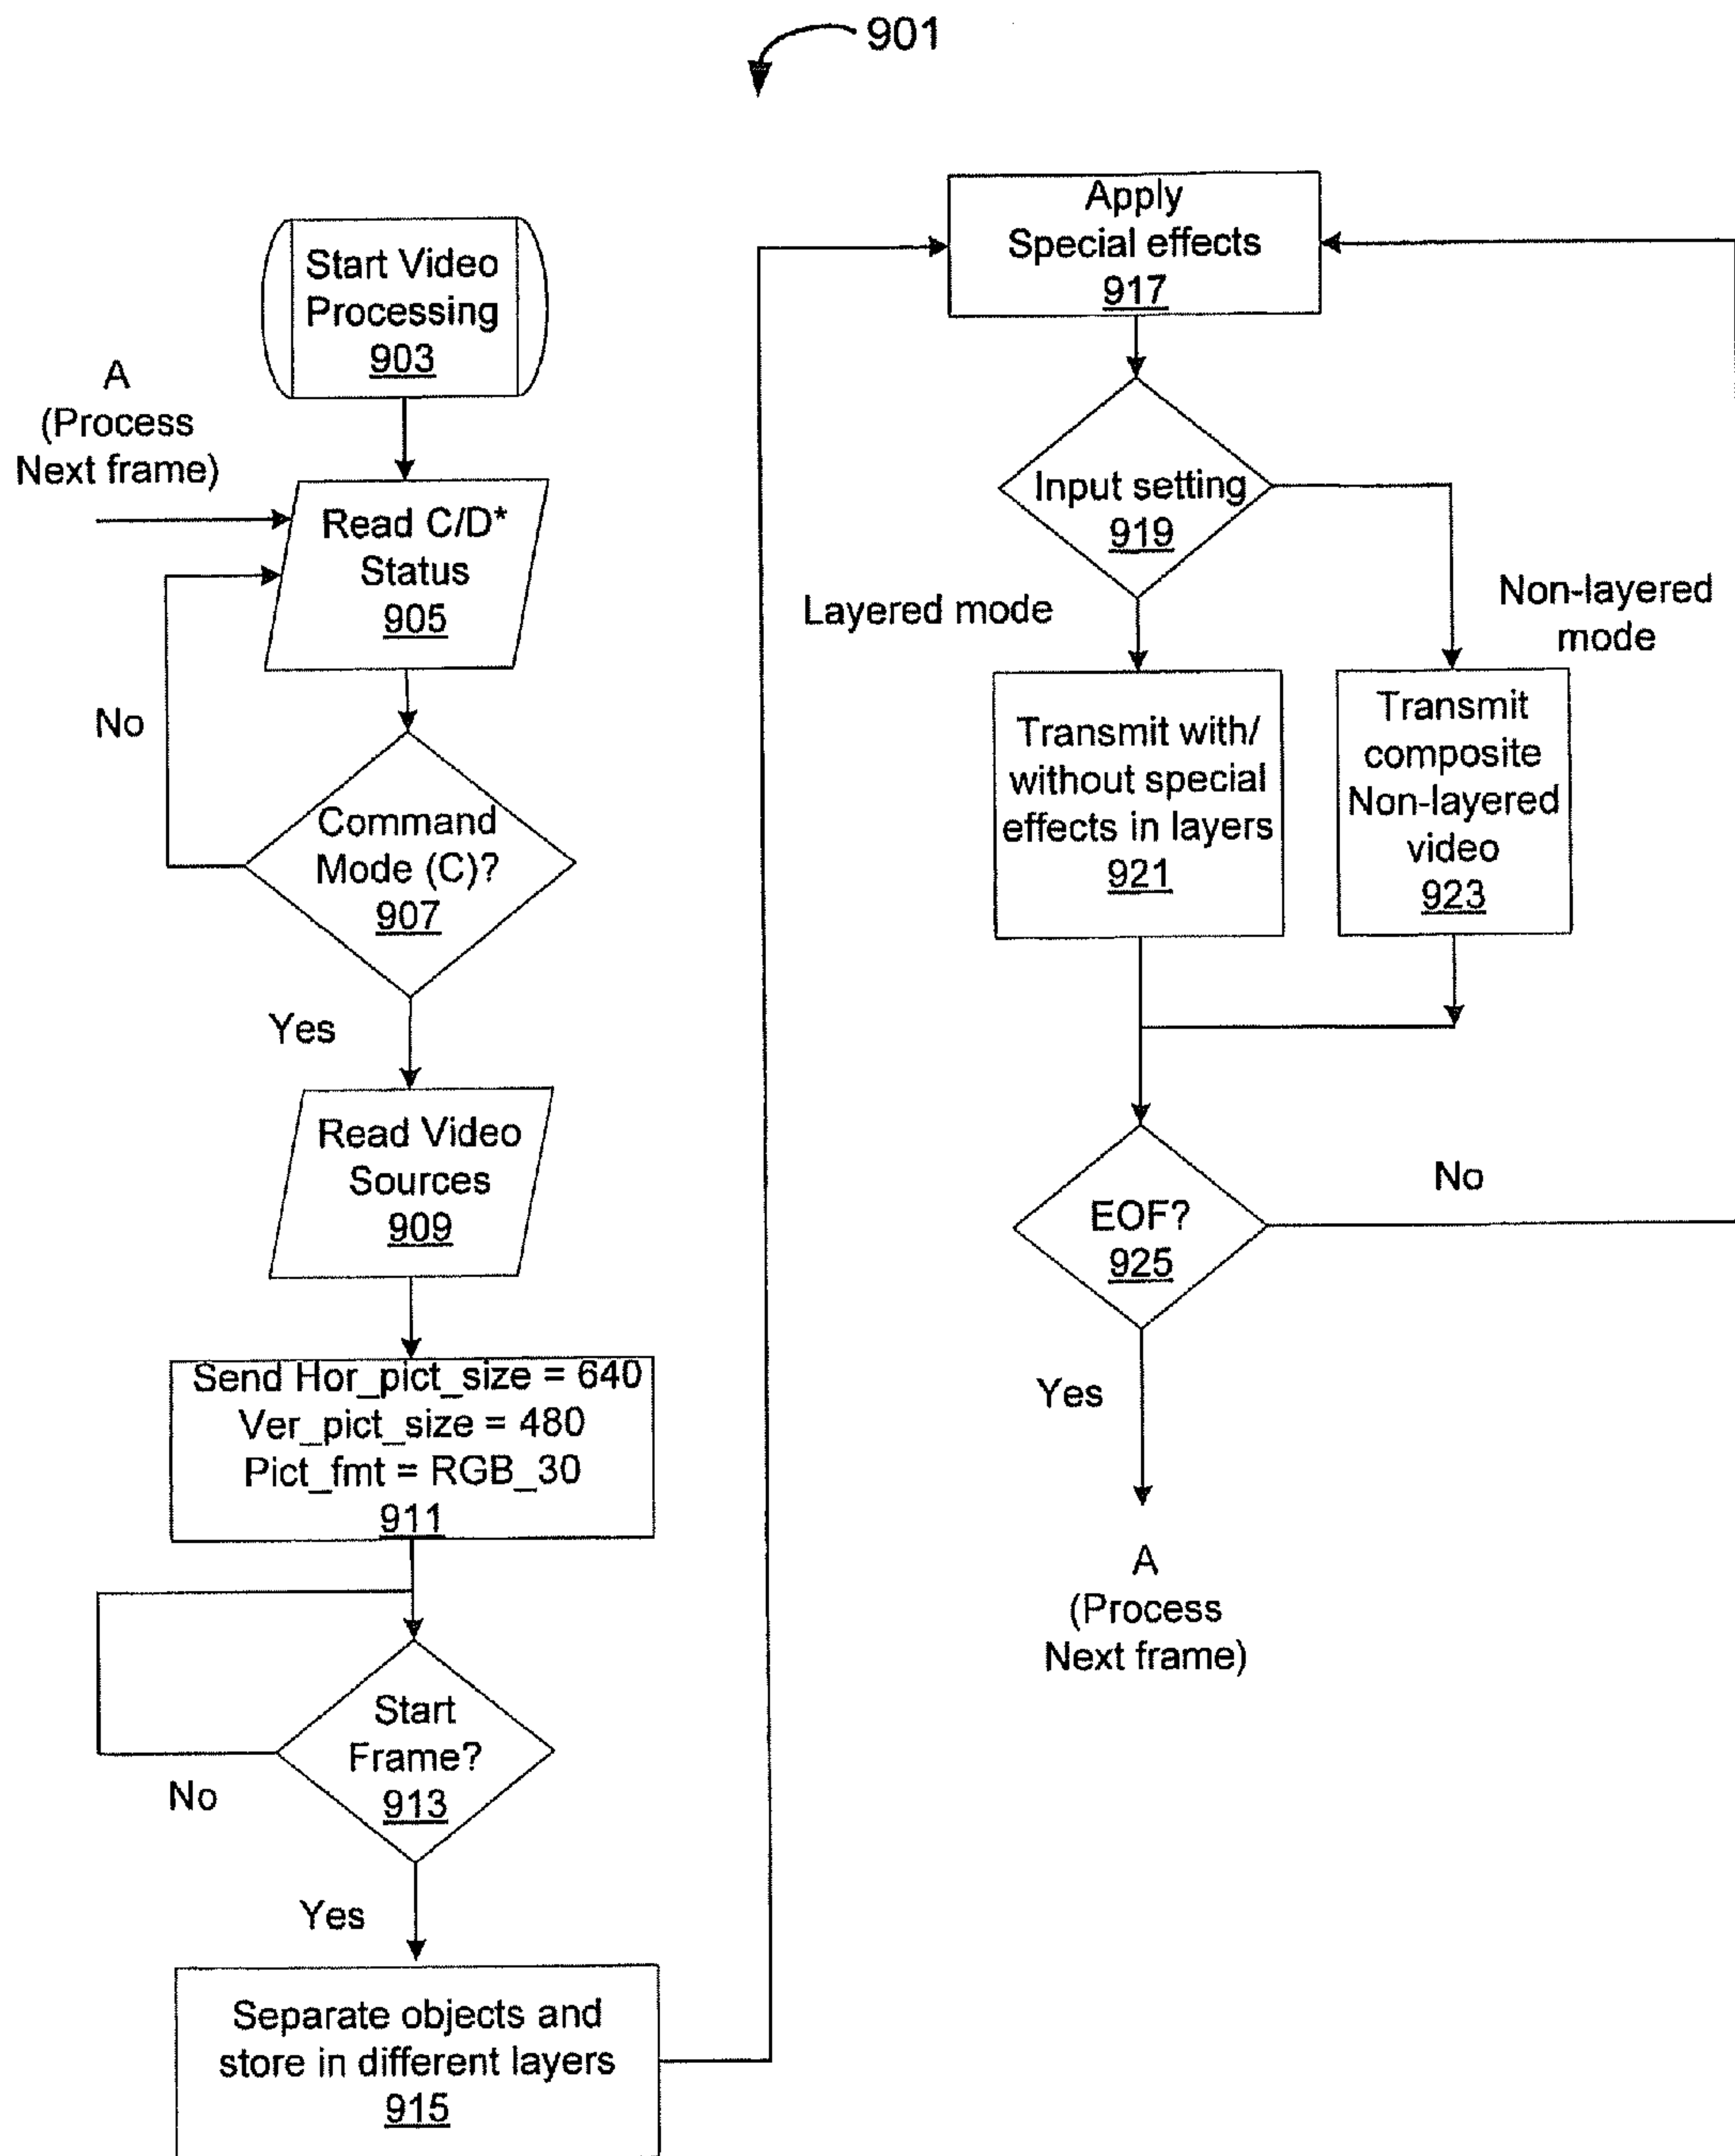 901
Start Video
Processing
903
A
(Process
Next frame)
Read C/D*
Status
905
No
Command
Mode (C)?
907
Yes
Read Video
Sources
909
Send Hor_pict_size = 640
Ver_pict_size = 480
Pict_fmt = RGB_30
911
Start
Frame?
913
No
Yes
Separate objects and
store in different layers
915
Apply
Special effects
917
Input setting
919
Layered mode
Non-layered
mode
Transmit with/
without special
effects in layers
921
Transmit
composite
Non-layered
video
923
EOF?
925
No
Yes
A
(Process
Next frame)